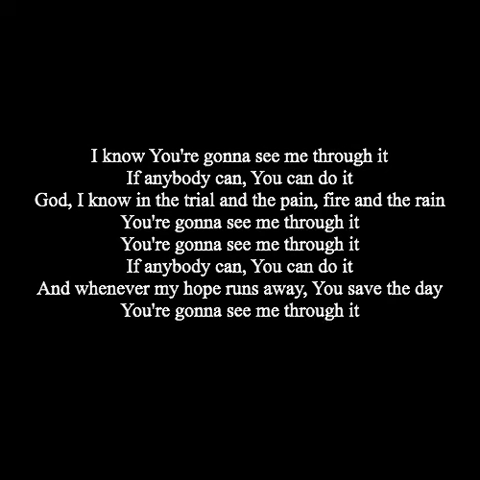 I know You're gonna see me through it
If anybody can, You can do it
God, I know in the trial and the pain, fire and the rain
You're gonna see me through it
You're gonna see me through it
If anybody can, You can do it
And whenever my hope runs away, You save the day
You're gonna see me through it